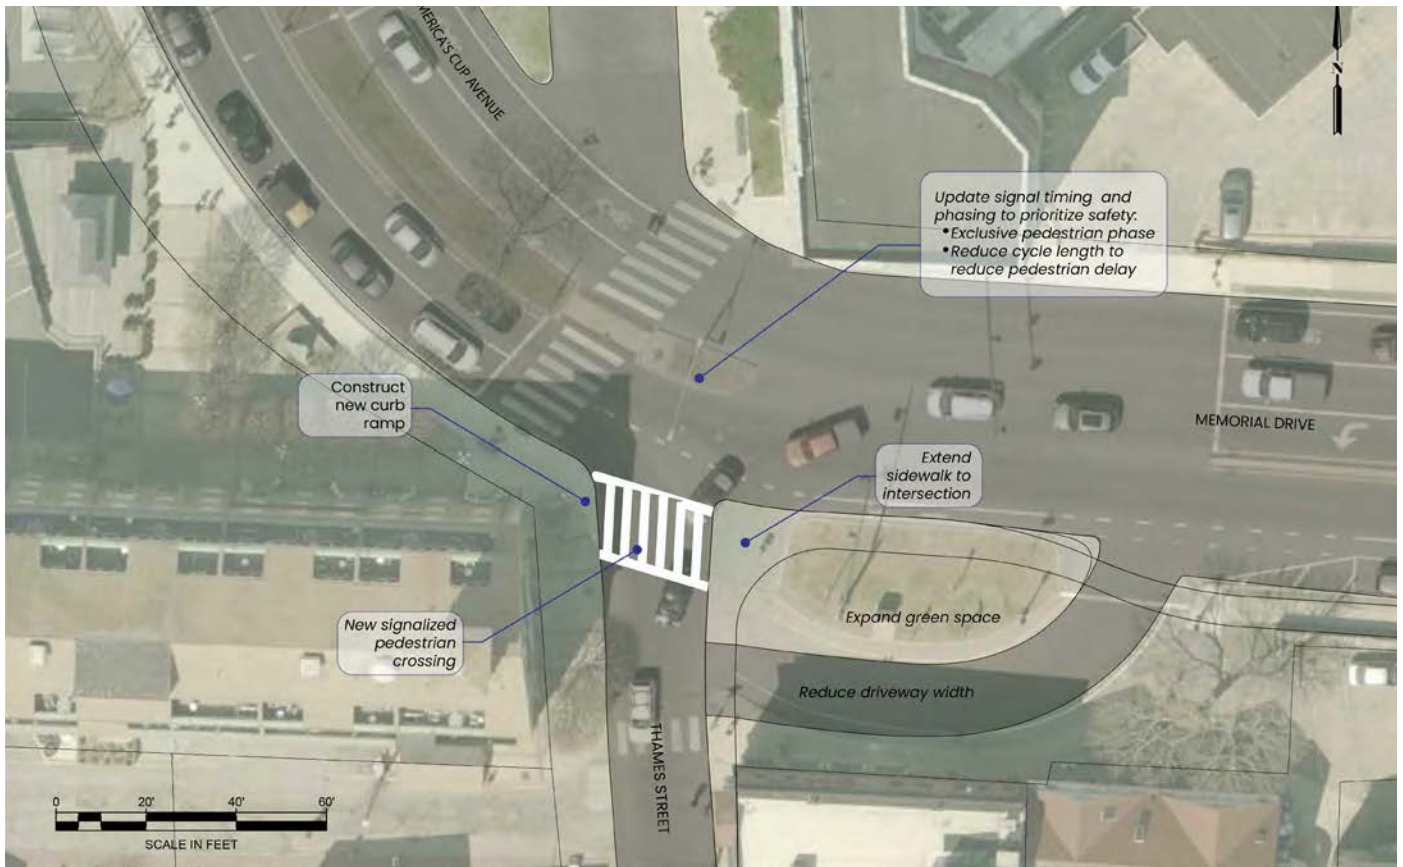 MERICA'S CUP AVENUE
N
Update signal timing and
phasing to prioritize safety:
•Exclusive pedestrian phase
•Reduce cycle length to
reduce pedestrian delay
Construct
new curb
ramp
MEMORIAL DRIVE
Extend
sidewalk to
intersection
New signalized
pedestrian
crossing
Expand green space
Reduce driveway width
THAMES STREET
0 20' 40' 60'
SCALE IN FEET